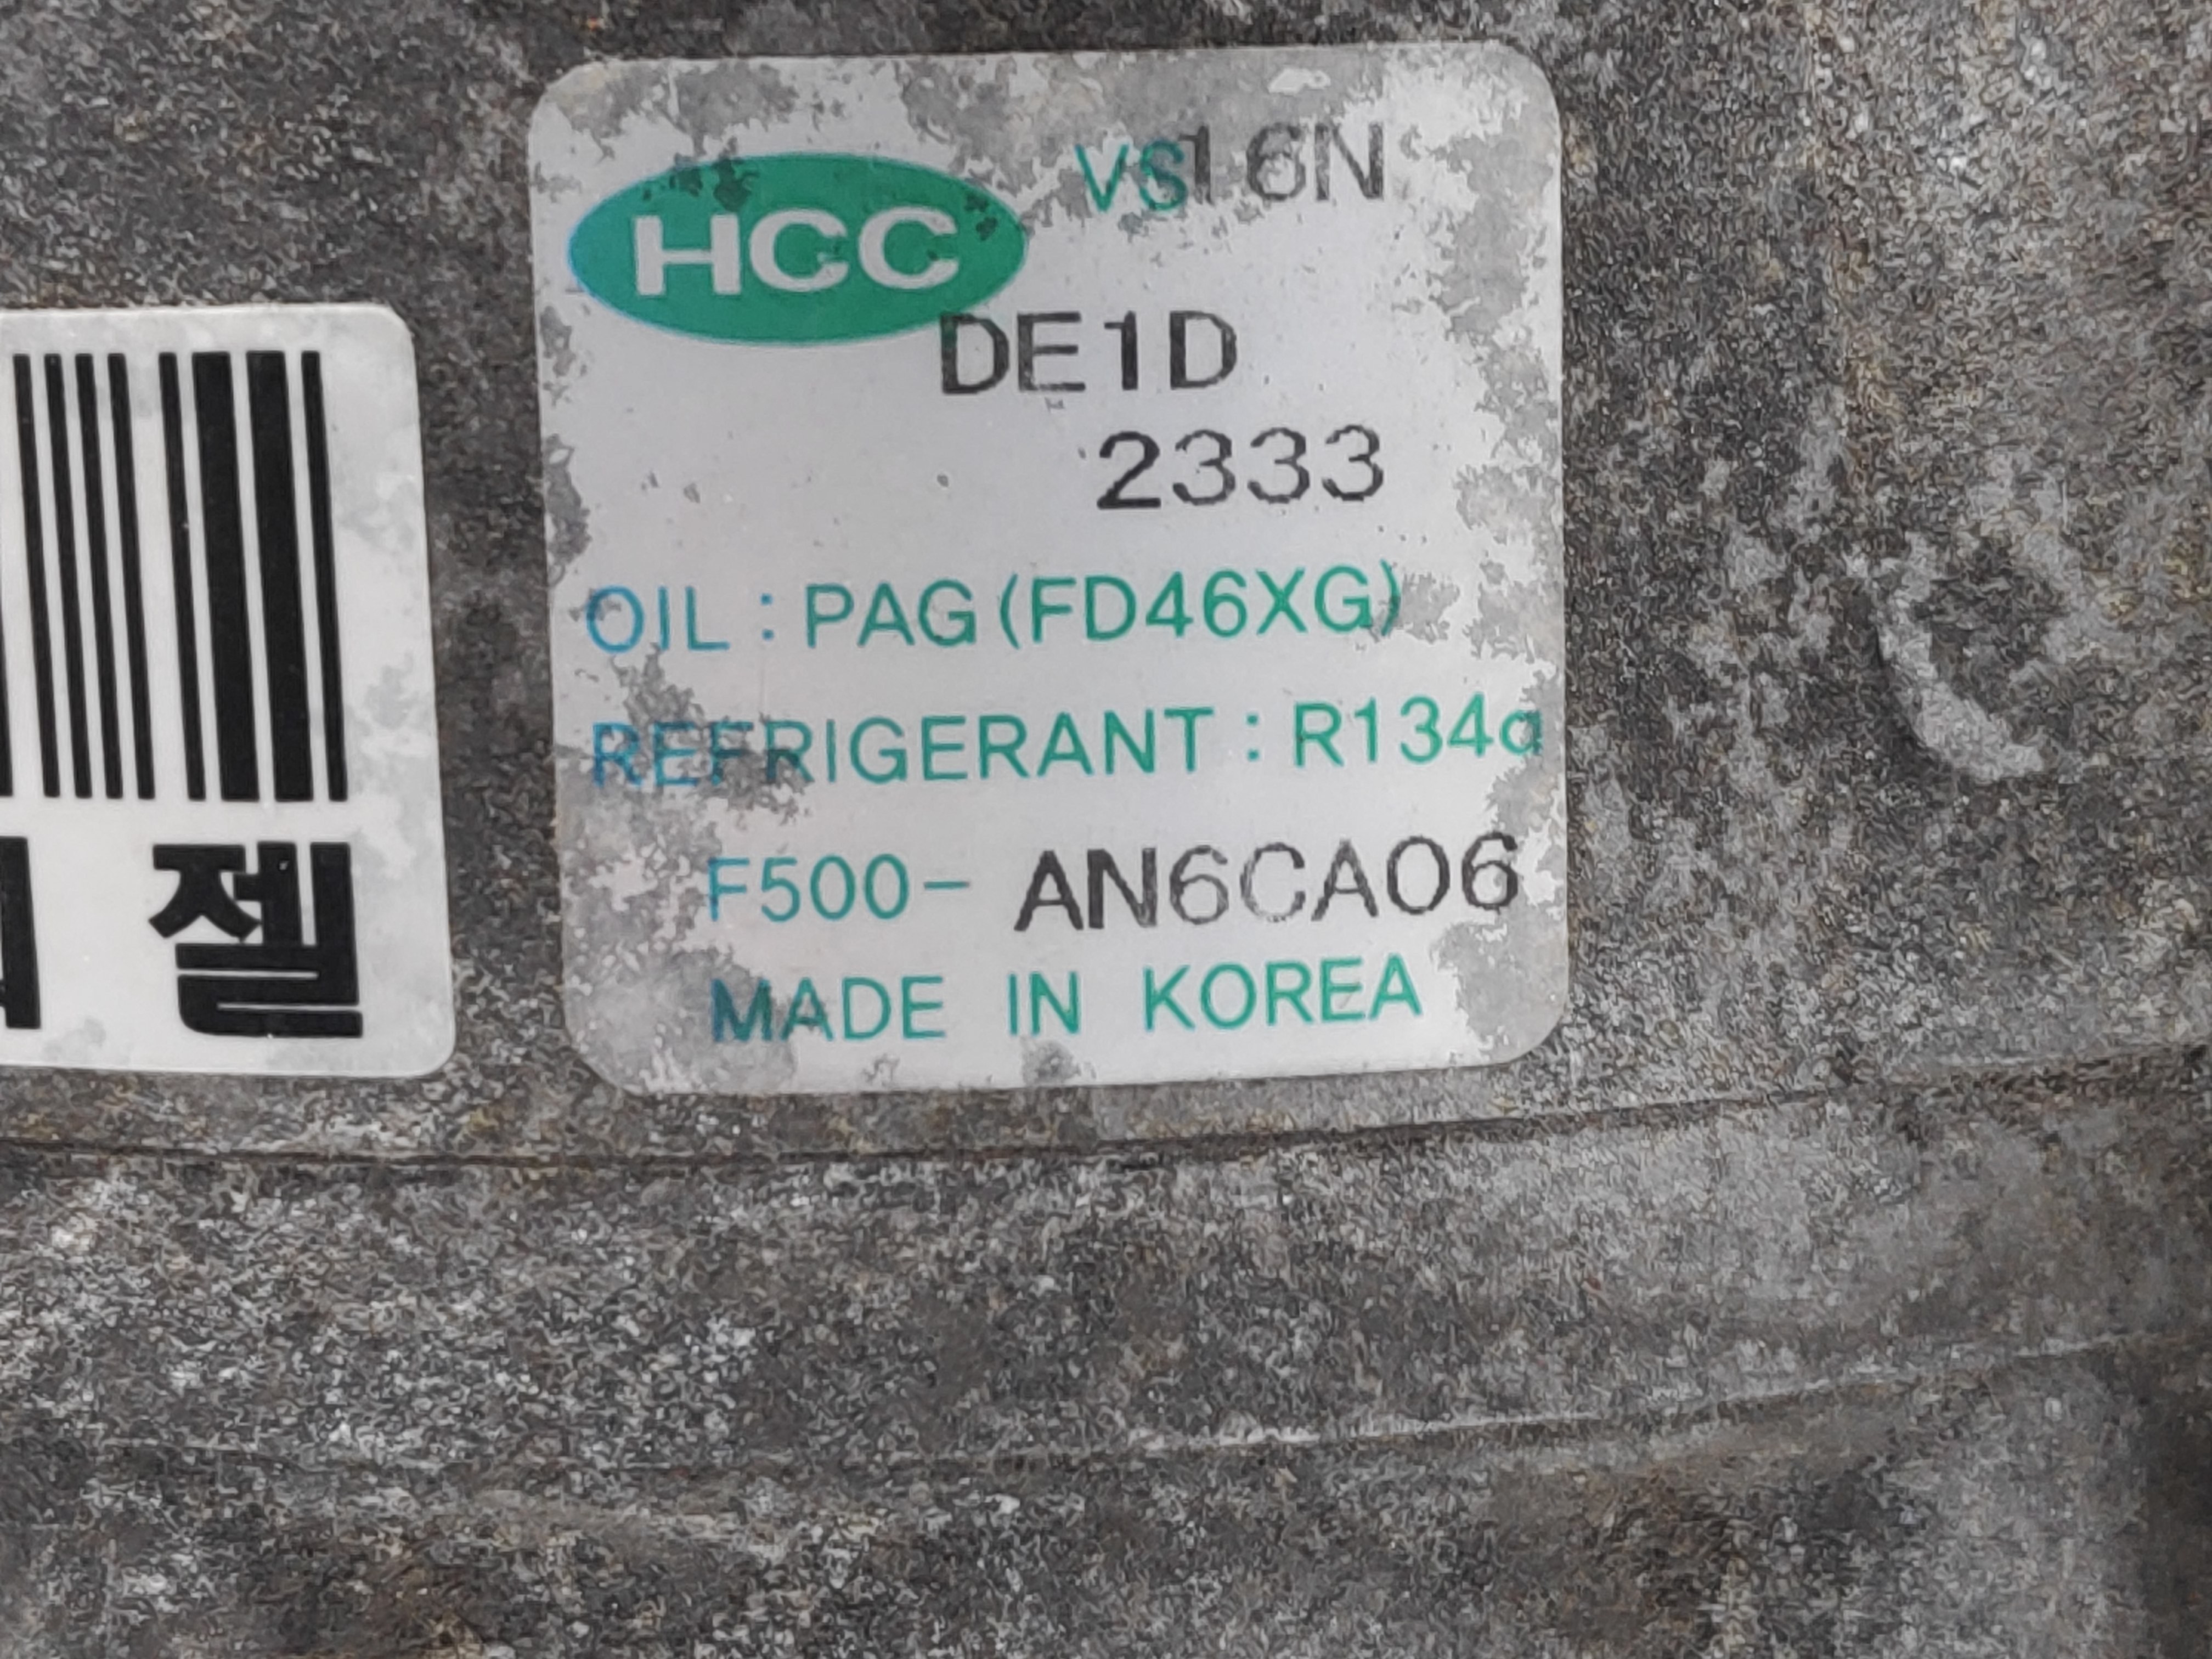 VS16N
HCC
DE1D
2333
OIL : PAG (FD46XG)
REFRIGERANT : R134a
F500- AN6CA06
MADE IN KOREA
젤